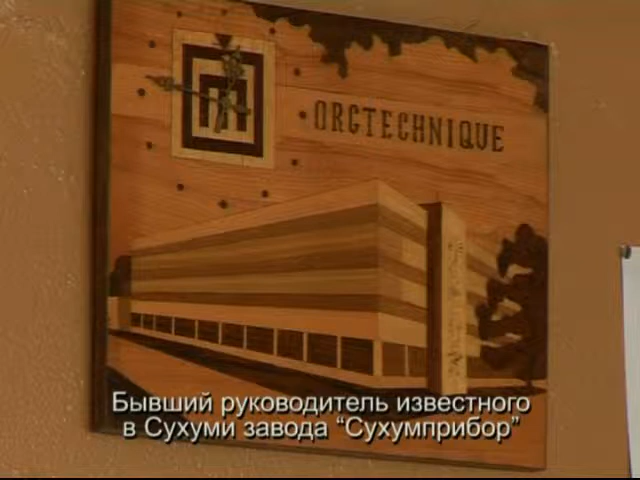 ORGTECHNIQUE
Бывший руководитель известного
в Сухуми завода “Сухумприбор”